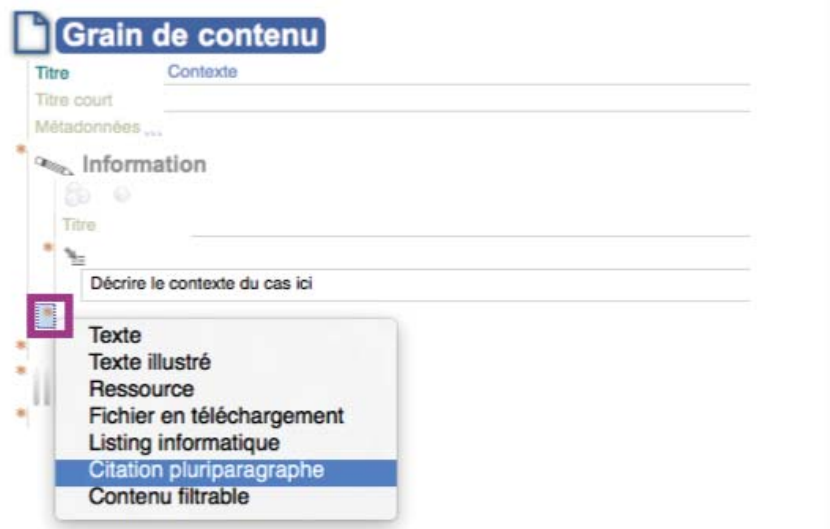 Grain de contenu
Titre Contexte
Titre court
Métadonnées ...
Information
Titre
Décrire le contexte du cas ici
Texte
Texte illustré
Ressource
Fichier en téléchargement
Listing informatique
Citation pluriparagraphe
Contenu filtrable